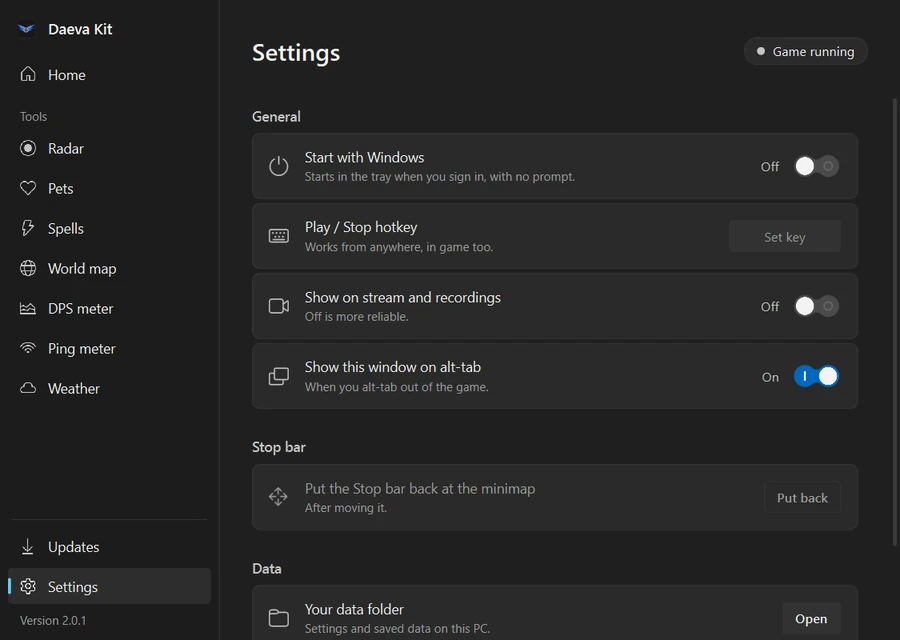 Daeva Kit
Home
Tools
Radar
Pets
Spells
World map
DPS meter
Ping meter
Weather
Updates
Settings
Version 2.0.1
Settings
Game running
General
Start with Windows
Starts in the tray when you sign in, with no prompt.
Off
Play / Stop hotkey
Works from anywhere, in game too.
Set key
Show on stream and recordings
Off is more reliable.
Off
Show this window on alt-tab
When you alt-tab out of the game.
On
Stop bar
Put the Stop bar back at the minimap
After moving it.
Put back
Data
Your data folder
Settings and saved data on this PC.
Open